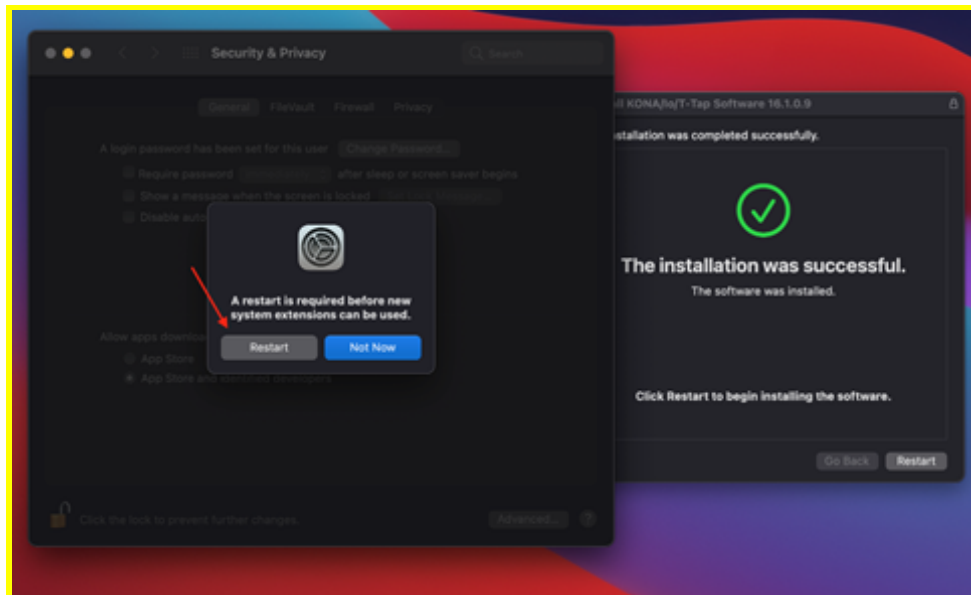 Security & Privacy
Search
General FileVault Firewall Privacy
A login password has been set for this user Change Password...
Require password after sleep or screen saver begins
Show a message when the screen is locked
Disable auto
A restart is required before new
system extensions can be used.
Restart Not Now
Allow apps downloa
App Store
App Store and identified developers
Click the lock to prevent further changes.
Advanced... ?
ll KONA/Io/T-Tap Software 16.1.0.9
nstallation was completed successfully.
The installation was successful.
The software was installed.
Click Restart to begin installing the software.
Go Back Restart